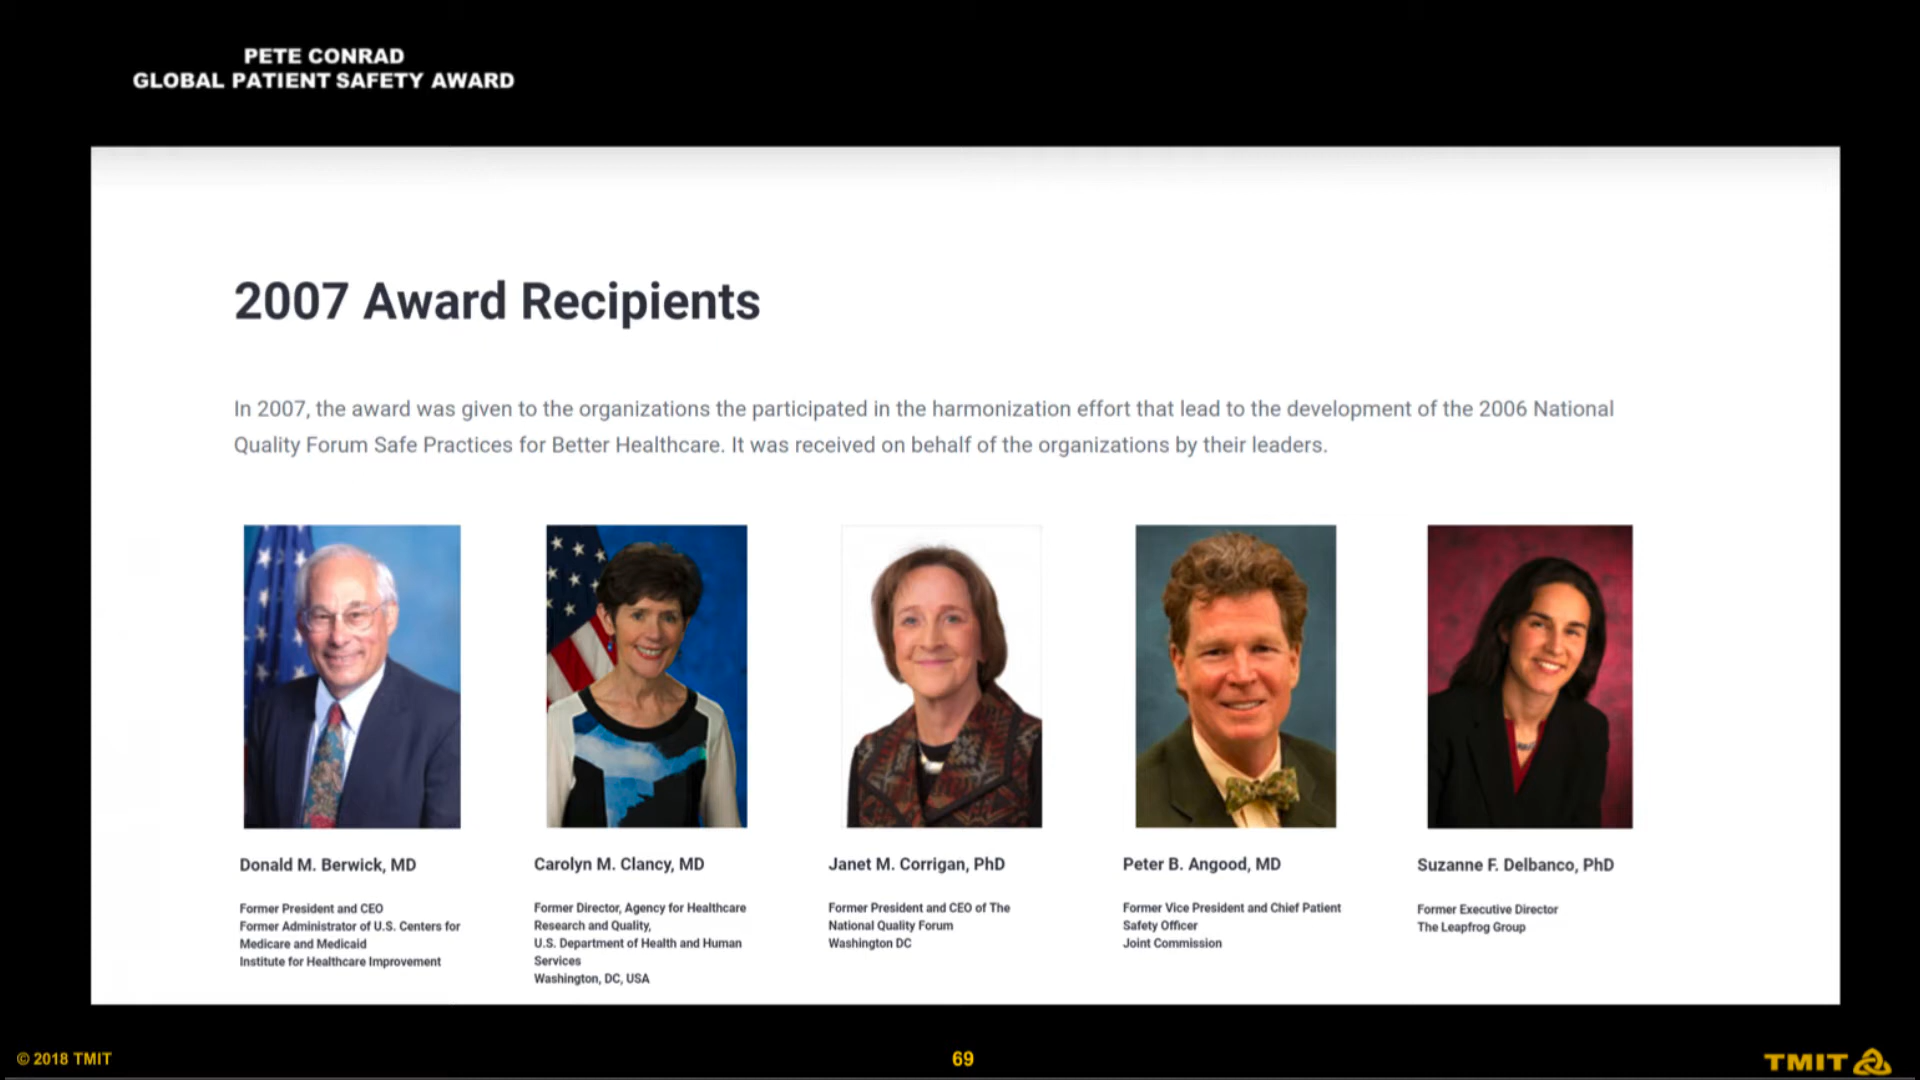 PETE CONRAD
GLOBAL PATIENT SAFETY AWARD
2007 Award Recipients
In 2007, the award was given to the organizations the participated in the harmonization effort that lead to the development of the 2006 National
Quality Forum Safe Practices for Better Healthcare. It was received on behalf of the organizations by their leaders.
Donald M. Berwick, MD
Former President and CEO
Former Administrator of U.S. Centers for
Medicare and Medicaid
Institute for Healthcare Improvement
Carolyn M. Clancy, MD
Former Director, Agency for Healthcare
Research and Quality,
U.S. Department of Health and Human
Services
Washington, DC, USA
Janet M. Corrigan, PhD
Former President and CEO of The
National Quality Forum
Washington DC
Peter B. Angood, MD
Former Vice President and Chief Patient
Safety Officer
Joint Commission
Suzanne F. Delbanco, PhD
Former Executive Director
The Leapfrog Group
© 2018 TMIT
69
TMIT